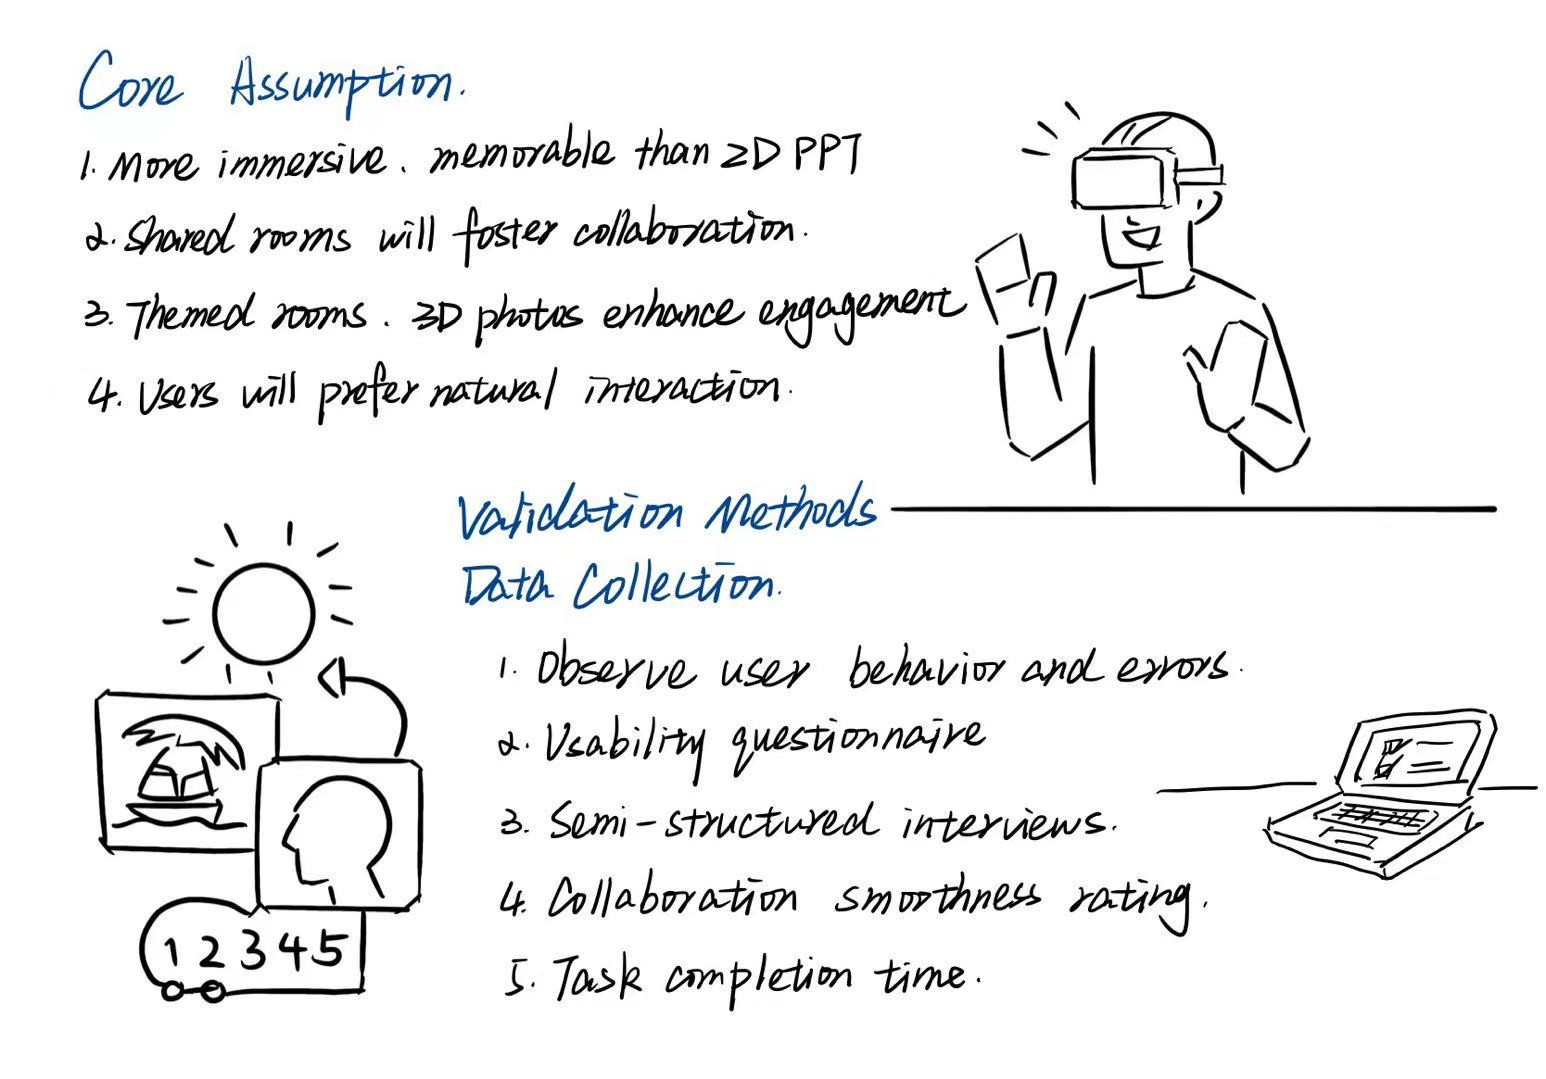 Core Assumption.
1. More immersive. memorable than 2D PPT
2. Shared rooms will foster collaboration.
3. Themed rooms. 3D photos enhance engagement
4. Users will prefer natural interaction.
Validation Methods
Data Collection.
1. Observe user behavior and errors.
2. Usability questionnaire
3. Semi-structured interviews.
4. Collaboration smoothness rating.
5. Task completion time.
1 2 3 4 5